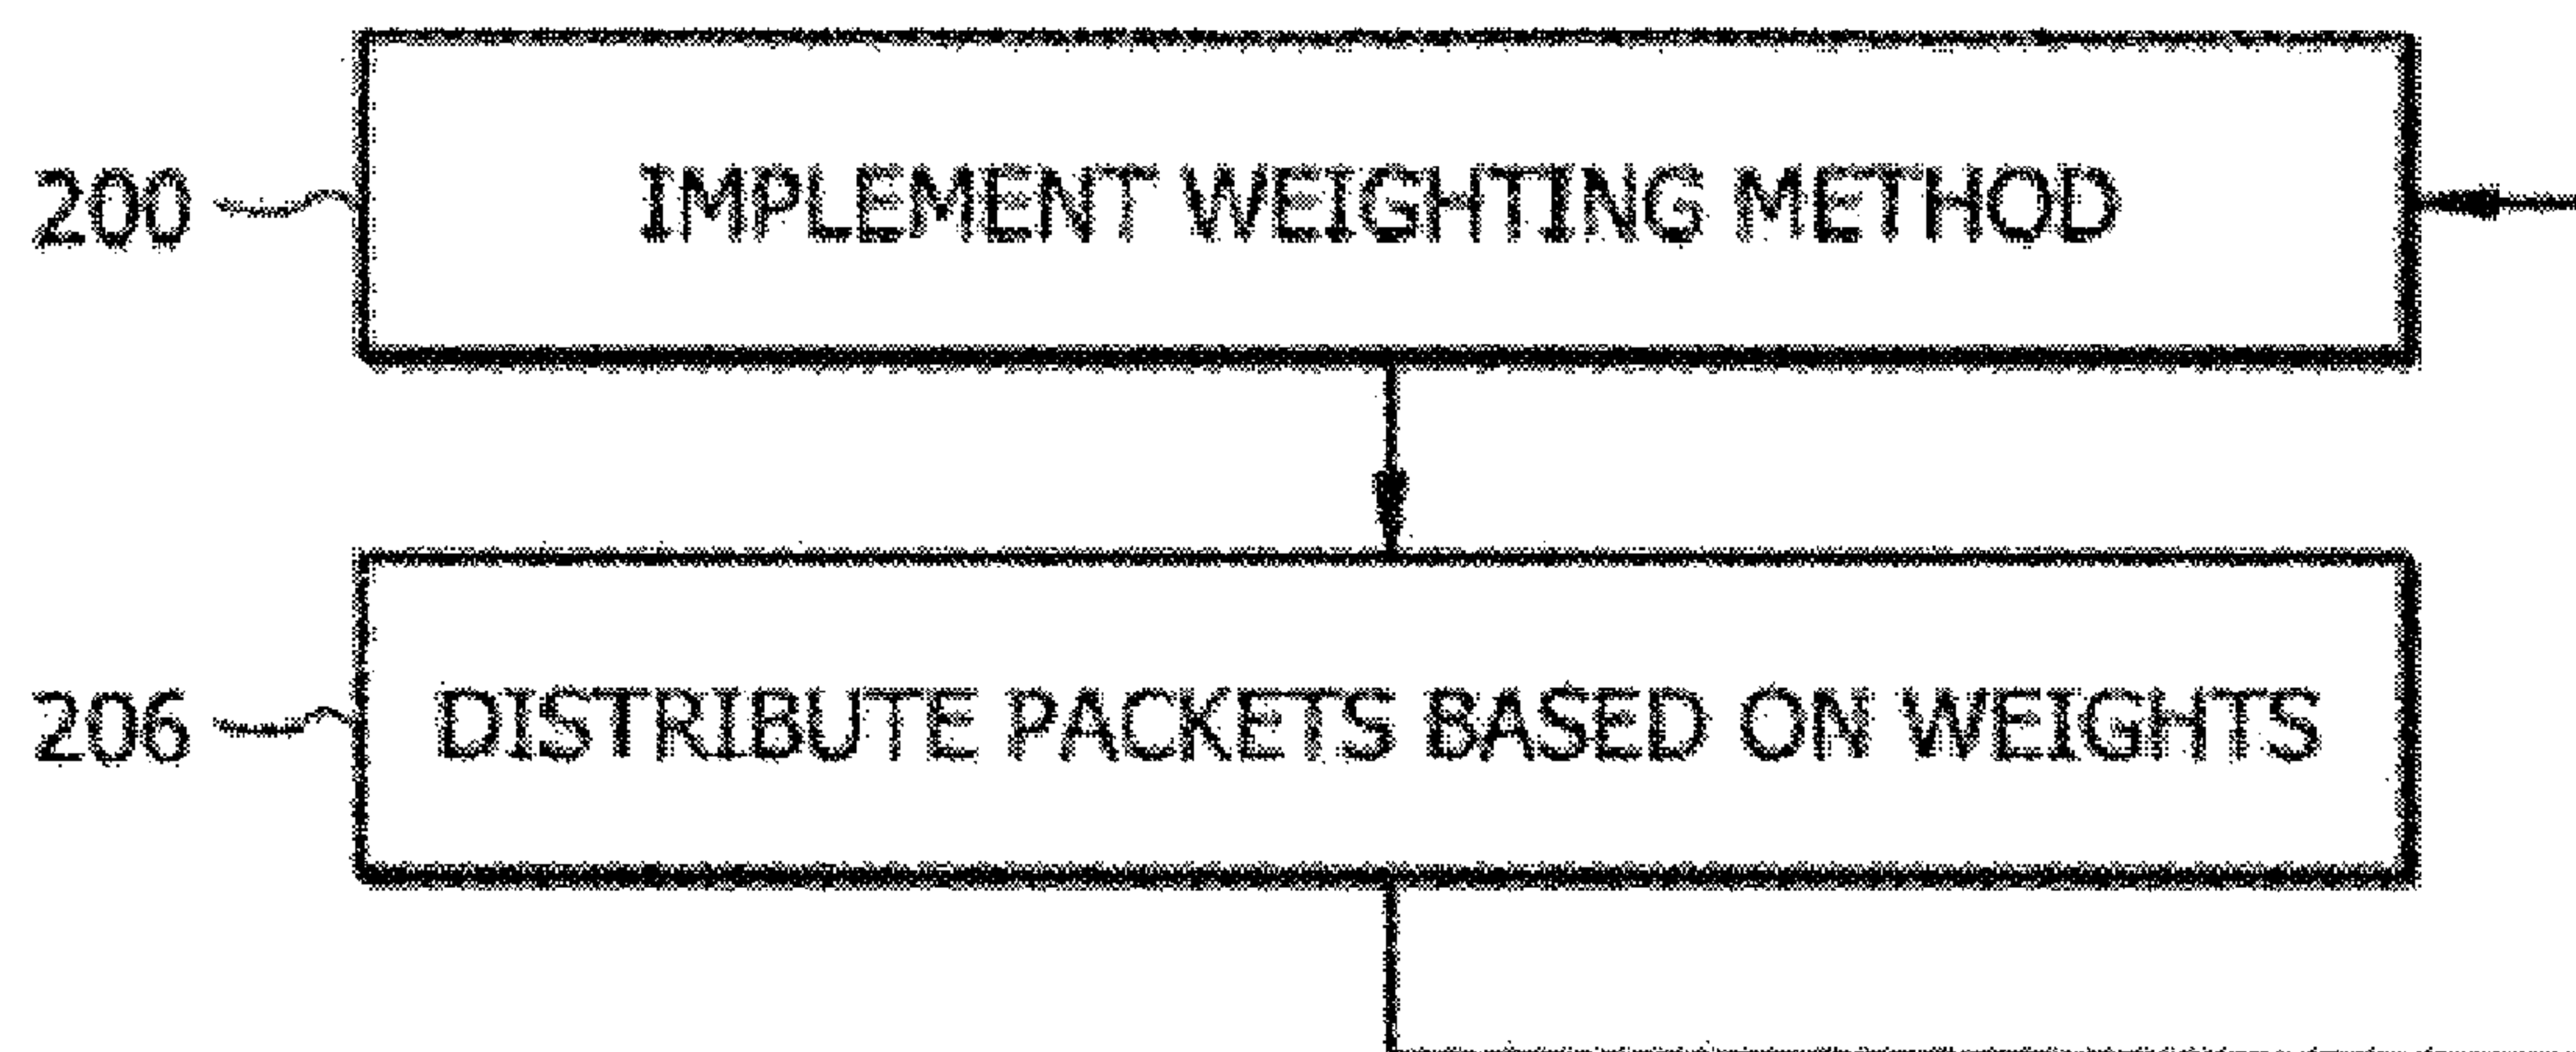 200 IMPLEMENT WEIGHTING METHOD
206 DISTRIBUTE PACKETS BASED ON WEIGHTS